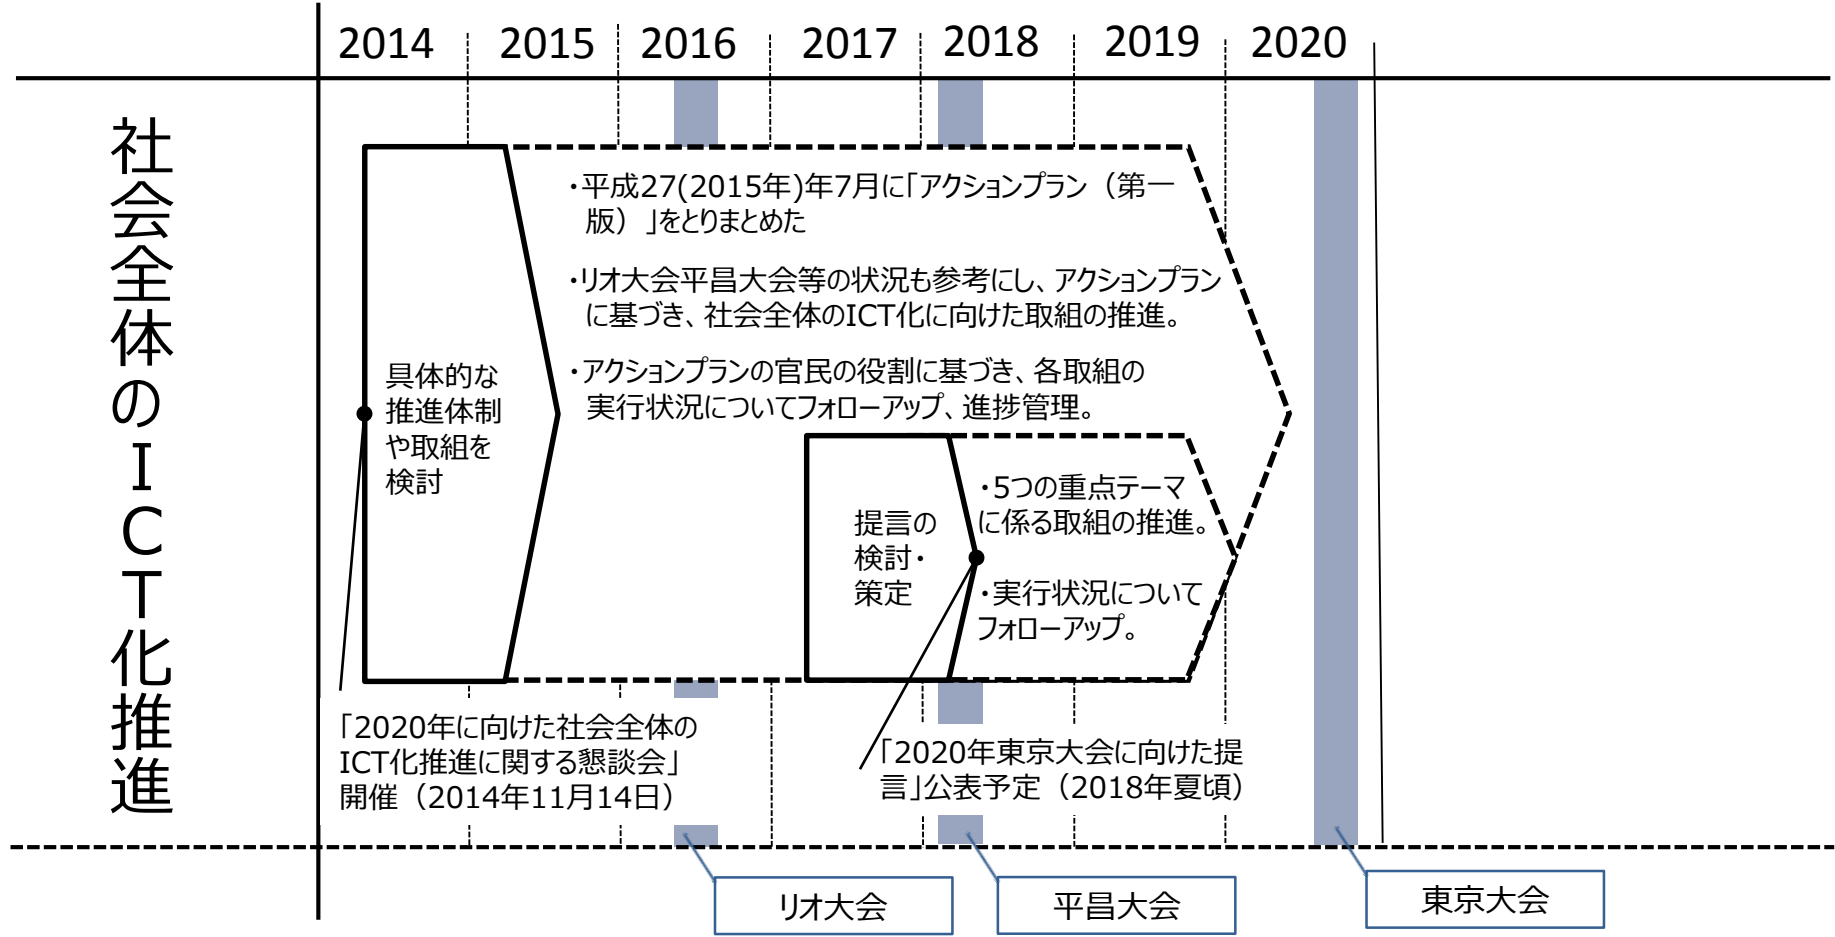 2014 2015 2016 2017 2018 2019 2020
社会全体のICT化推進
・平成27(2015年)年7月に「アクションプラン（第一
版）」をとりまとめた
・リオ大会平昌大会等の状況も参考にし、アクションプラン
に基づき、社会全体のICT化に向けた取組の推進。
・アクションプランの官民の役割に基づき、各取組の
実行状況についてフォローアップ、進捗管理。
具体的な
推進体制
や取組を
検討
提言の
検討・
策定
・5つの重点テーマ
に係る取組の推進。
・実行状況について
フォローアップ。
「2020年に向けた社会全体の
ICT化推進に関する懇談会」
開催（2014年11月14日）
「2020年東京大会に向けた提
言」公表予定（2018年夏頃）
リオ大会
平昌大会
東京大会